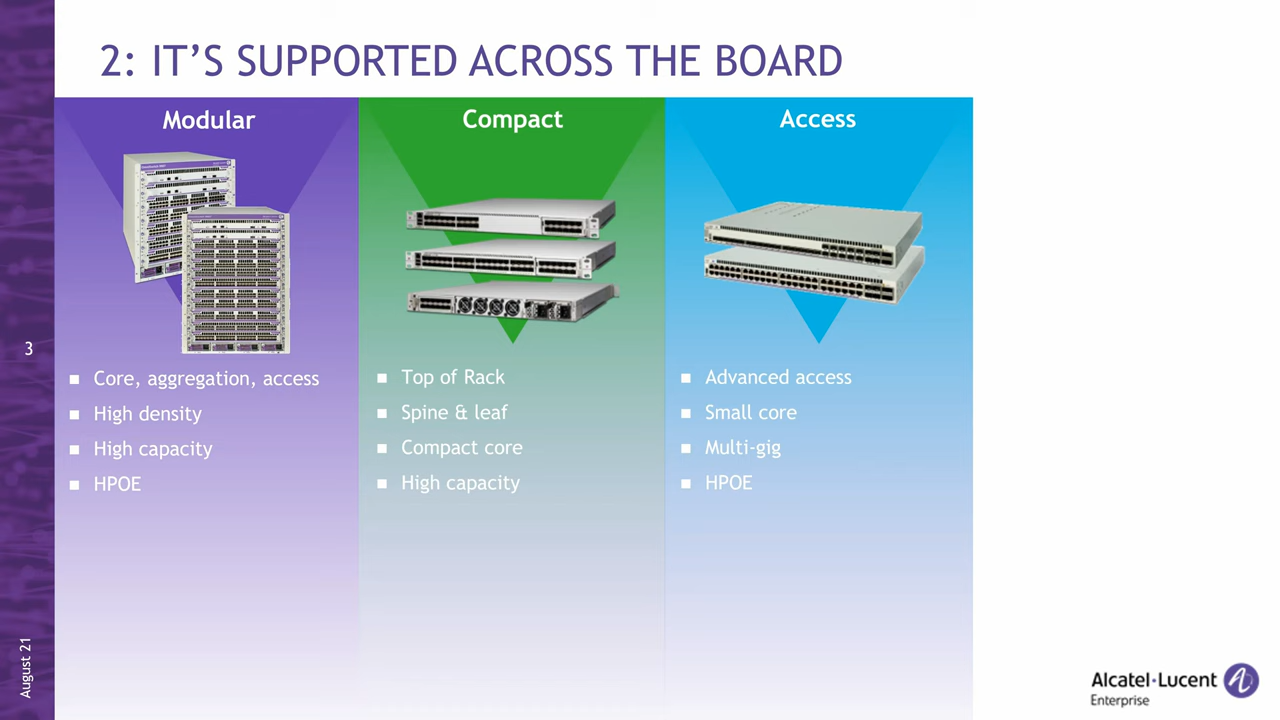 2: IT’S SUPPORTED ACROSS THE BOARD
Modular
Core, aggregation, access
High density
High capacity
HPOE
Compact
Top of Rack
Spine & leaf
Compact core
High capacity
Access
Advanced access
Small core
Multi-gig
HPOE
3
August 21
Alcatel·Lucent
Enterprise